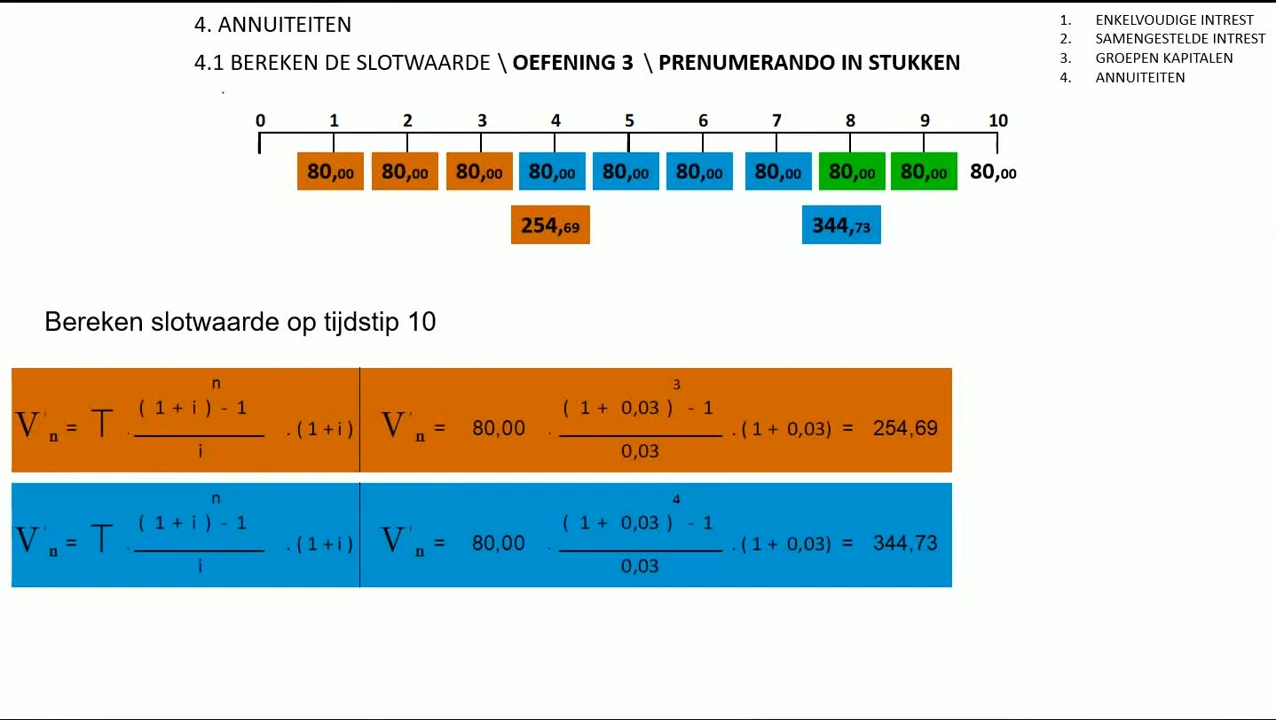 4. ANNUITEITEN
4.1 BEREKEN DE SLOTWAARDE \ OEFENING 3 \ PRENUMERANDO IN STUKKEN
1. ENKELVOUDIGE INTREST
2. SAMENGESTELDE INTREST
3. GROEPEN KAPITALEN
4. ANNUITEITEN
0 1 2 3 4 5 6 7 8 9 10
80,00 80,00 80,00 80,00 80,00 80,00 80,00 80,00 80,00 80,00
254,69 344,73
Bereken slotwaarde op tijdstip 10
n 3
( 1 + i ) - 1 ( 1 + 0,03 ) - 1
V'n = T . . ( 1 + i ) V'n = 80,00 . . ( 1 + 0,03) = 254,69
i 0,03
n 4
( 1 + i ) - 1 ( 1 + 0,03 ) - 1
V'n = T . . ( 1 + i ) V'n = 80,00 . . ( 1 + 0,03) = 344,73
i 0,03